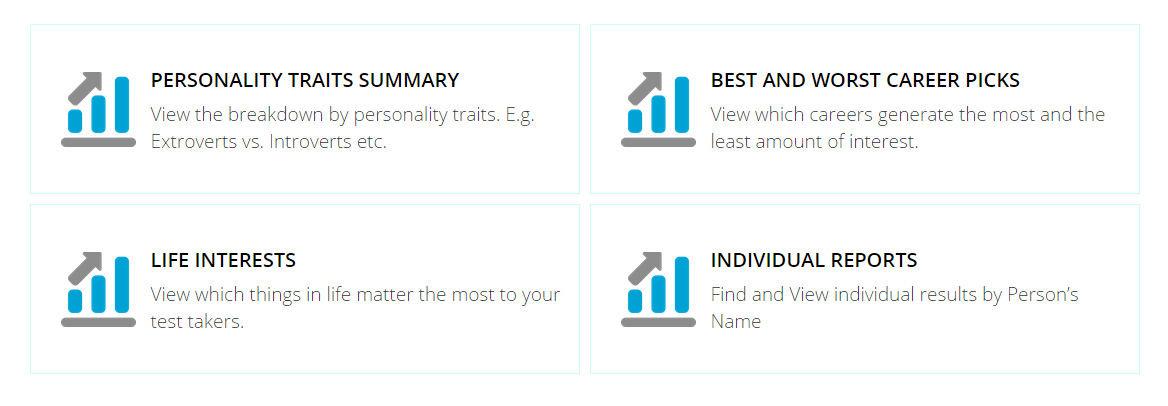 PERSONALITY TRAITS SUMMARY
View the breakdown by personality traits. E.g.
Extroverts vs. Introverts etc.
BEST AND WORST CAREER PICKS
View which careers generate the most and the
least amount of interest.
LIFE INTERESTS
View which things in life matter the most to your
test takers.
INDIVIDUAL REPORTS
Find and View individual results by Person’s
Name